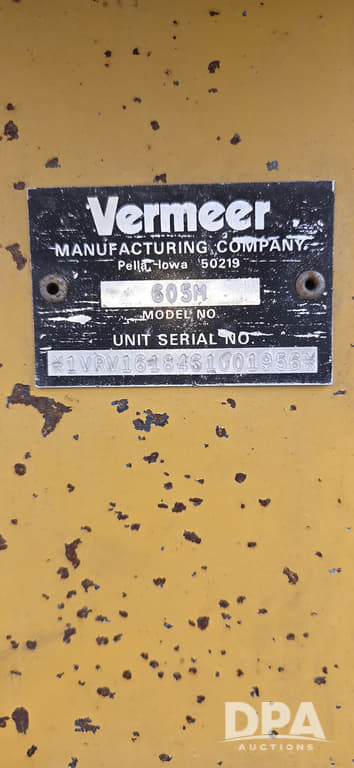 Vermeer
MANUFACTURING COMPANY
Pella, Iowa 50219
605M
MODEL NO.
UNIT SERIAL NO.
DPA
AUCTIONS